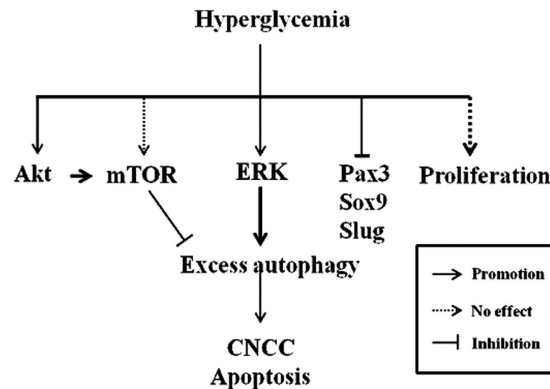 Hyperglycemia
Akt mTOR ERK Pax3 Proliferation
Sox9
Slug
Excess autophagy
CNCC
Apoptosis
Promotion
No effect
Inhibition